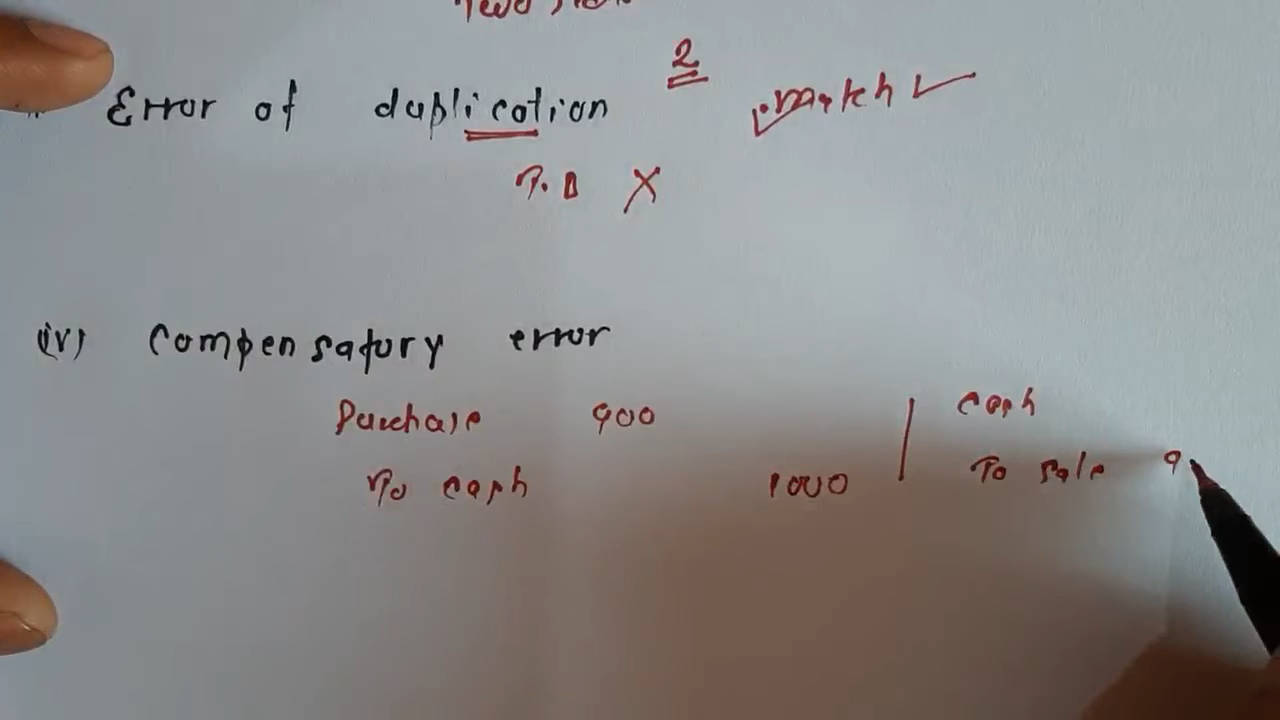 2
Error of duplication match
T.B X
(iv) Compensatory error
Purchase 900 cash
To cash 1000 To sale 9